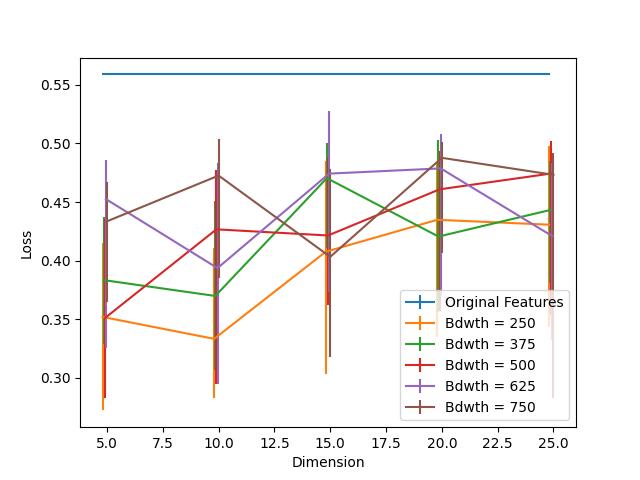 0.55
0.50
0.45
0.40
0.35
0.30
Loss
5.0 7.5 10.0 12.5 15.0 17.5 20.0 22.5 25.0
Dimension
Original Features
Bdwth = 250
Bdwth = 375
Bdwth = 500
Bdwth = 625
Bdwth = 750